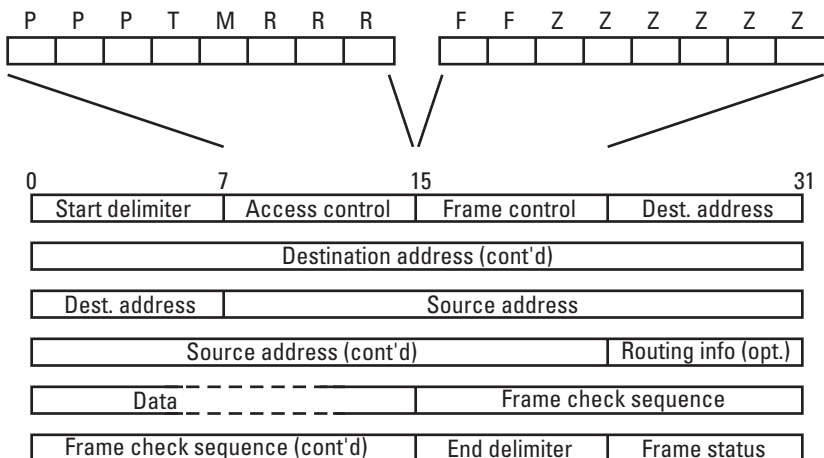 P P P T M R R R F F Z Z Z Z Z Z
0 7 15 31
Start delimiter Access control Frame control Dest. address
Destination address (cont'd)
Dest. address Source address
Source address (cont'd) Routing info (opt.)
Data Frame check sequence
Frame check sequence (cont'd) End delimiter Frame status